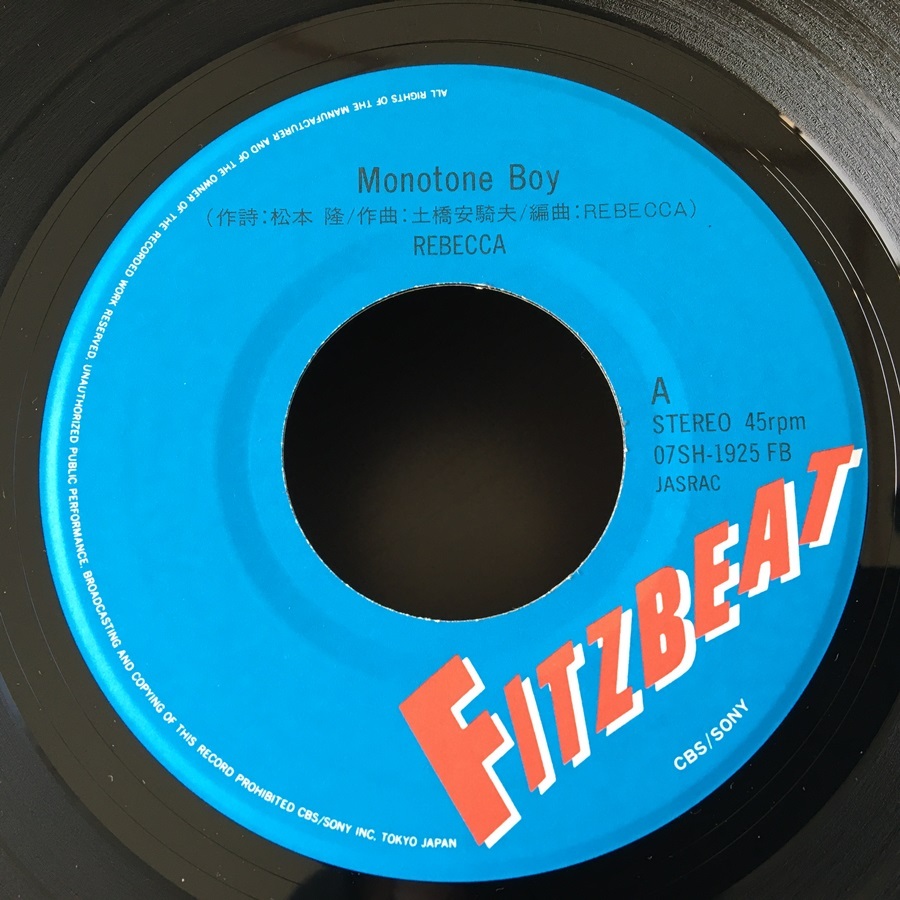 Monotone Boy
（作詩：松本 隆/作曲：土橋安騎夫/編曲：REBECCA）
REBECCA
A
STEREO 45rpm
07SH-1925 FB
JASRAC
FITZBEAT
CBS/SONY
ALL RIGHTS OF THE MANUFACTURER AND OF THE OWNER OF THE RECORDED WORK RESERVED. UNAUTHORIZED PUBLIC PERFORMANCE. BROADCASTING AND COPYING OF THIS RECORD PROHIBITED CBS/SONY INC. TOKYO JAPAN